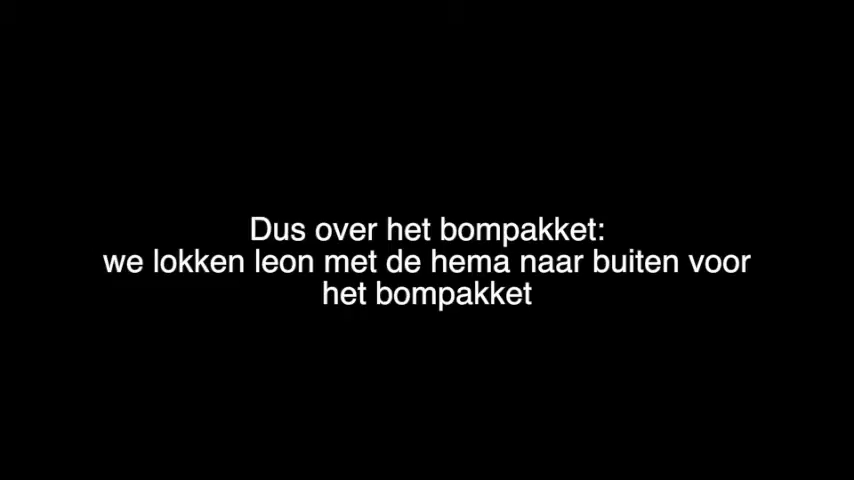 Dus over het bompakket:
we lokken leon met de hema naar buiten voor
het bompakket